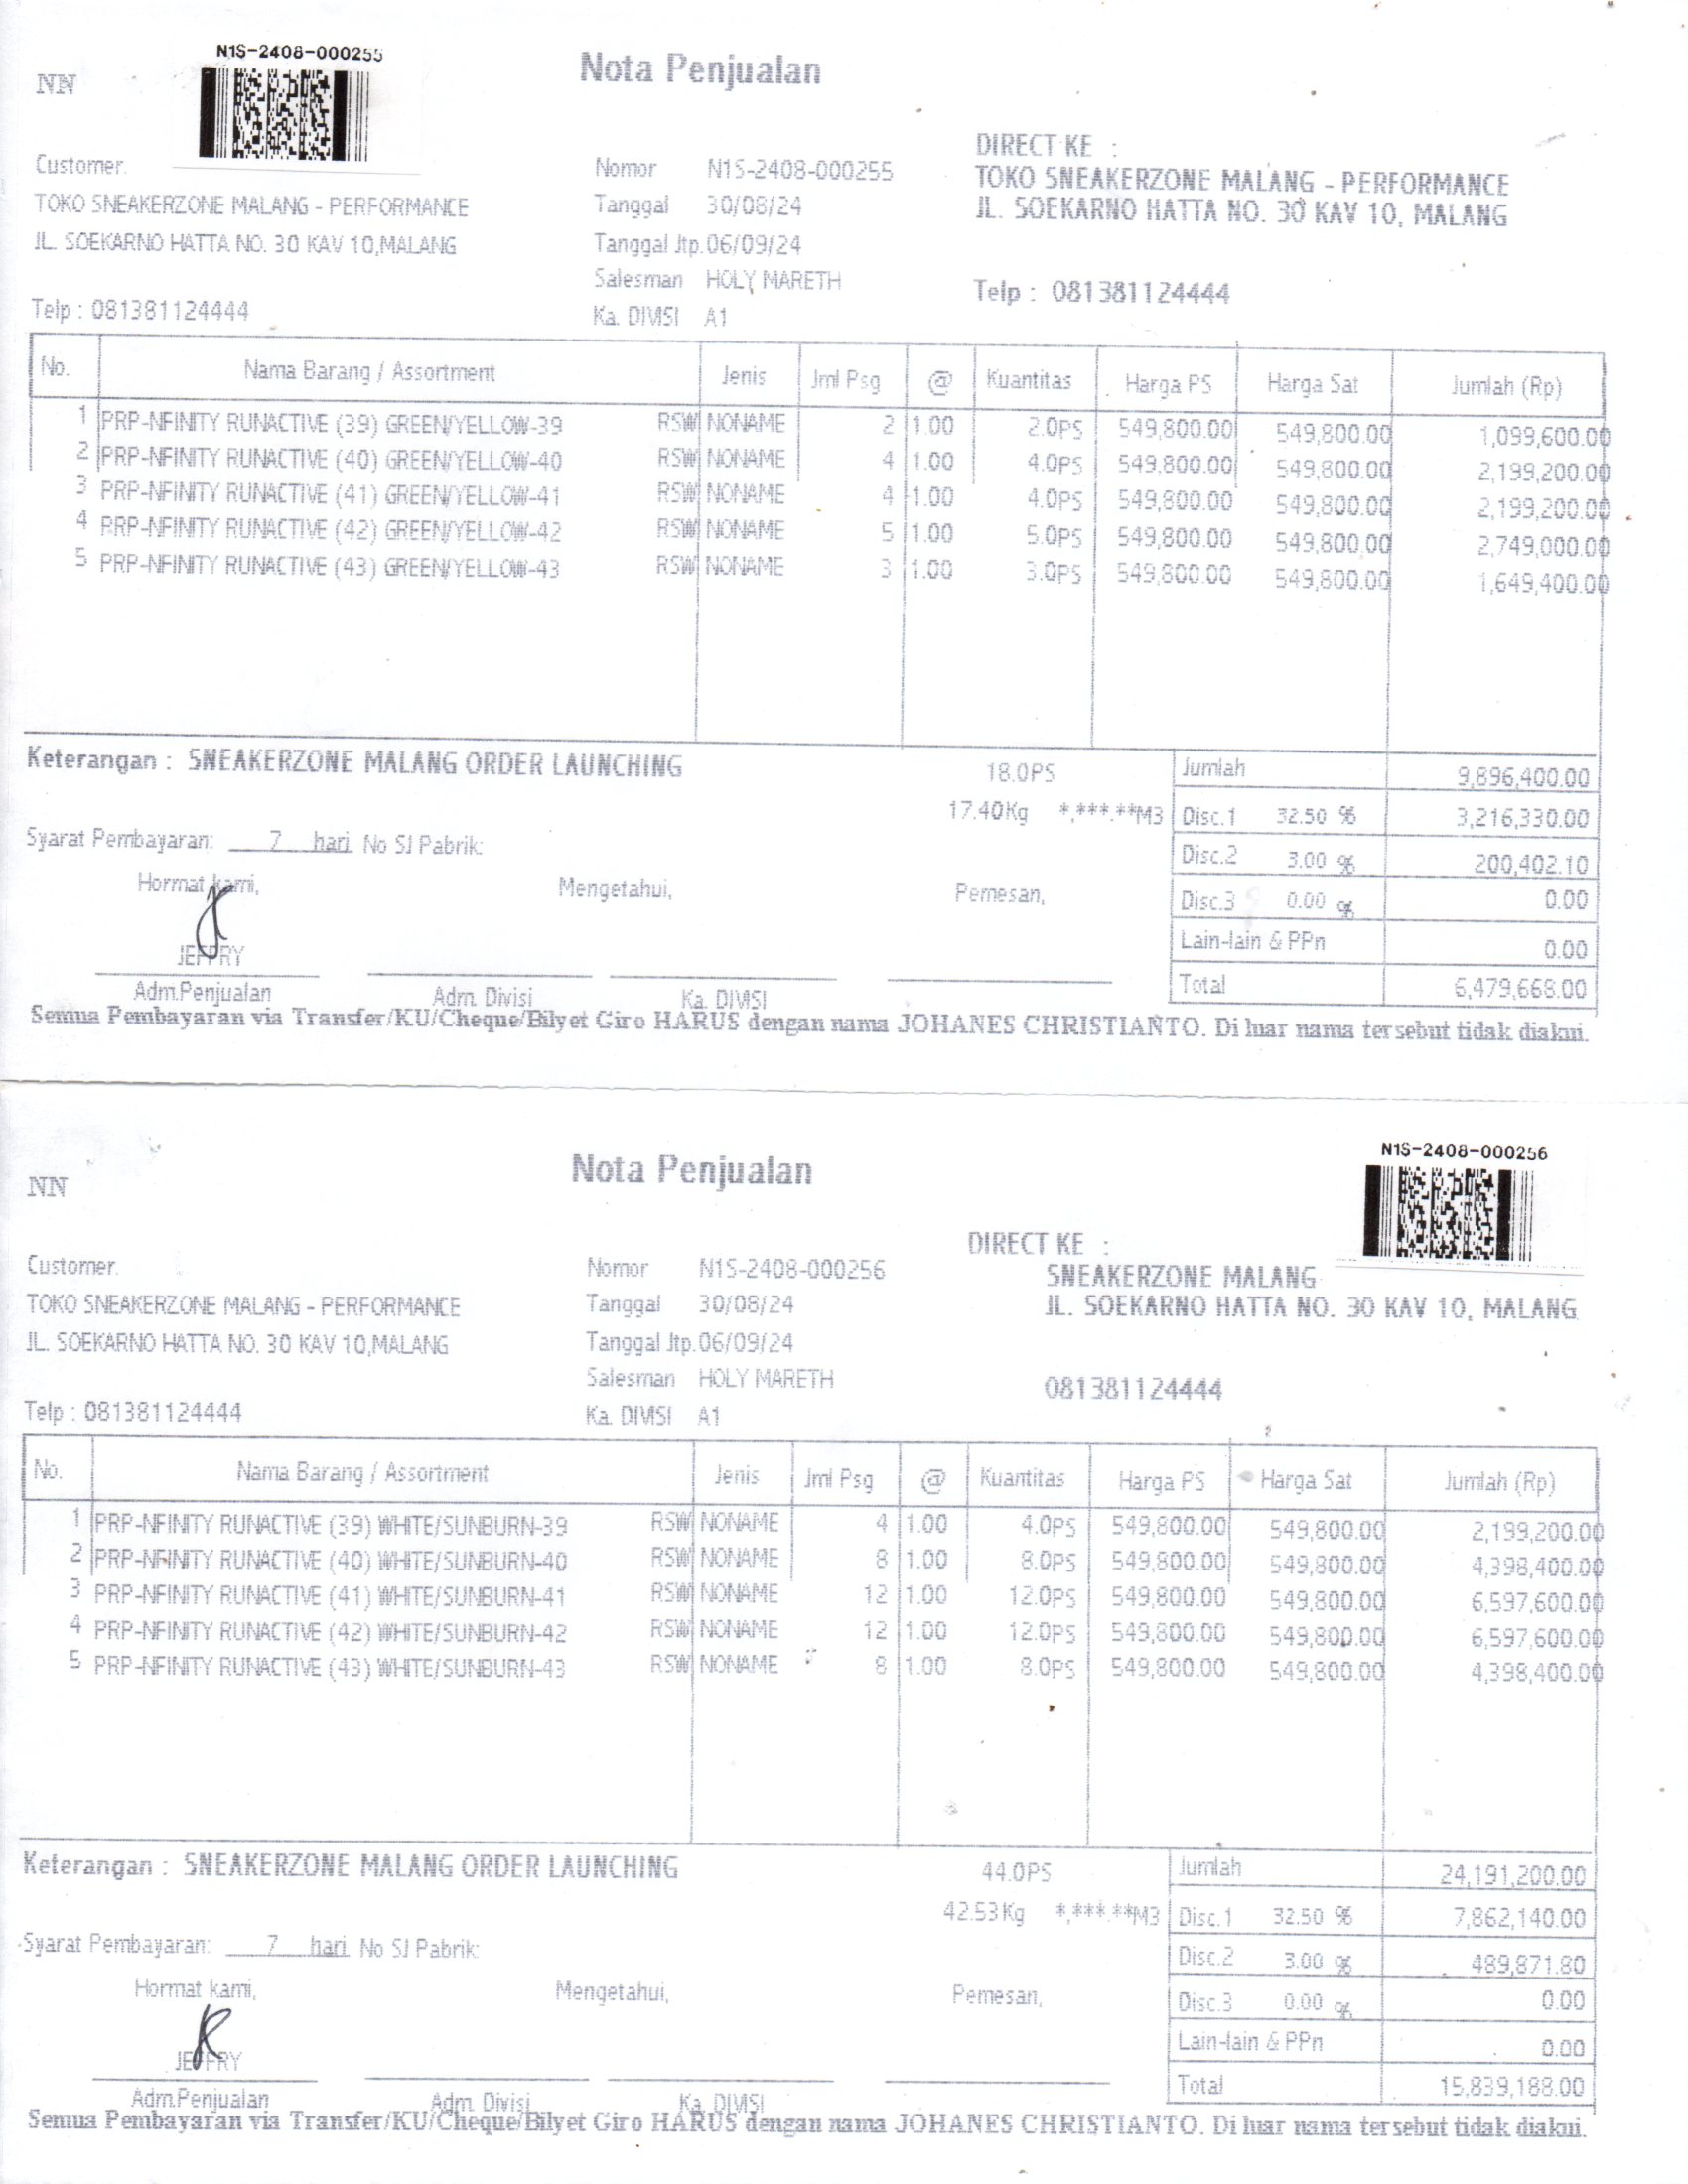 N1S-2408-000255
NN
Nota Penjualan
Customer.
TOKO SNEAKERZONE MALANG - PERFORMANCE
JL. SOEKARNO HATTA NO. 30 KAV 10,MALANG
Telp : 081381124444
Nomor N1S-2408-000255
Tanggal 30/08/24
Tanggal Jtp. 06/09/24
Salesman HOLY MARETH
Ka. DIVISI A1
DIRECT KE :
TOKO SNEAKERZONE MALANG - PERFORMANCE
JL. SOEKARNO HATTA NO. 30 KAV 10, MALANG
Telp : 081381124444
No. Nama Barang / Assortment Jenis Jml Psg @ Kuantitas Harga PS Harga Sat Jumlah (Rp)
1 PRP-NFINITY RUNACTIVE (39) GREEN/YELLOW-39 RSW NONAME 2 1.00 2.0PS 549,800.00 549,800.00 1,099,600.00
2 PRP-NFINITY RUNACTIVE (40) GREEN/YELLOW-40 RSW NONAME 4 1.00 4.0PS 549,800.00 549,800.00 2,199,200.00
3 PRP-NFINITY RUNACTIVE (41) GREEN/YELLOW-41 RSW NONAME 4 1.00 4.0PS 549,800.00 549,800.00 2,199,200.00
4 PRP-NFINITY RUNACTIVE (42) GREEN/YELLOW-42 RSW NONAME 5 1.00 5.0PS 549,800.00 549,800.00 2,749,000.00
5 PRP-NFINITY RUNACTIVE (43) GREEN/YELLOW-43 RSW NONAME 3 1.00 3.0PS 549,800.00 549,800.00 1,649,400.00
Keterangan : SNEAKERZONE MALANG ORDER LAUNCHING
18.0PS
17.40Kg *,***.**M3
Syarat Pembayaran: 7 hari No SJ Pabrik:
Jumlah 9,896,400.00
Disc.1 32.50 % 3,216,330.00
Disc.2 3.00 % 200,402.10
Disc.3 0.00 % 0.00
Lain-lain & PPn 0.00
Total 6,479,668.00
Hormat kami, Mengetahui, Pemesan,
JEFFRY
Adm.Penjualan Adm. Divisi Ka. DIVISI
Semua Pembayaran via Transfer/KU/Cheque/Bilyet Giro HARUS dengan nama JOHANES CHRISTIANTO. Di luar nama tersebut tidak diakui.
N1S-2408-000256
NN
Nota Penjualan
Customer.
TOKO SNEAKERZONE MALANG - PERFORMANCE
JL. SOEKARNO HATTA NO. 30 KAV 10,MALANG
Telp : 081381124444
Nomor N1S-2408-000256
Tanggal 30/08/24
Tanggal Jtp. 06/09/24
Salesman HOLY MARETH
Ka. DIVISI A1
DIRECT KE :
SNEAKERZONE MALANG
JL. SOEKARNO HATTA NO. 30 KAV 10, MALANG
081381124444
No. Nama Barang / Assortment Jenis Jml Psg @ Kuantitas Harga PS Harga Sat Jumlah (Rp)
1 PRP-NFINITY RUNACTIVE (39) WHITE/SUNBURN-39 RSW NONAME 4 1.00 4.0PS 549,800.00 549,800.00 2,199,200.00
2 PRP-NFINITY RUNACTIVE (40) WHITE/SUNBURN-40 RSW NONAME 8 1.00 8.0PS 549,800.00 549,800.00 4,398,400.00
3 PRP-NFINITY RUNACTIVE (41) WHITE/SUNBURN-41 RSW NONAME 12 1.00 12.0PS 549,800.00 549,800.00 6,597,600.00
4 PRP-NFINITY RUNACTIVE (42) WHITE/SUNBURN-42 RSW NONAME 12 1.00 12.0PS 549,800.00 549,800.00 6,597,600.00
5 PRP-NFINITY RUNACTIVE (43) WHITE/SUNBURN-43 RSW NONAME 8 1.00 8.0PS 549,800.00 549,800.00 4,398,400.00
Keterangan : SNEAKERZONE MALANG ORDER LAUNCHING
44.0PS
42.53Kg *,***.**M3
Syarat Pembayaran: 7 hari No SJ Pabrik:
Jumlah 24,191,200.00
Disc.1 32.50 % 7,862,140.00
Disc.2 3.00 % 489,871.80
Disc.3 0.00 % 0.00
Lain-lain & PPn 0.00
Total 15,839,188.00
Hormat kami, Mengetahui, Pemesan,
JEFFRY
Adm.Penjualan Adm. Divisi Ka. DIVISI
Semua Pembayaran via Transfer/KU/Cheque/Bilyet Giro HARUS dengan nama JOHANES CHRISTIANTO. Di luar nama tersebut tidak diakui.